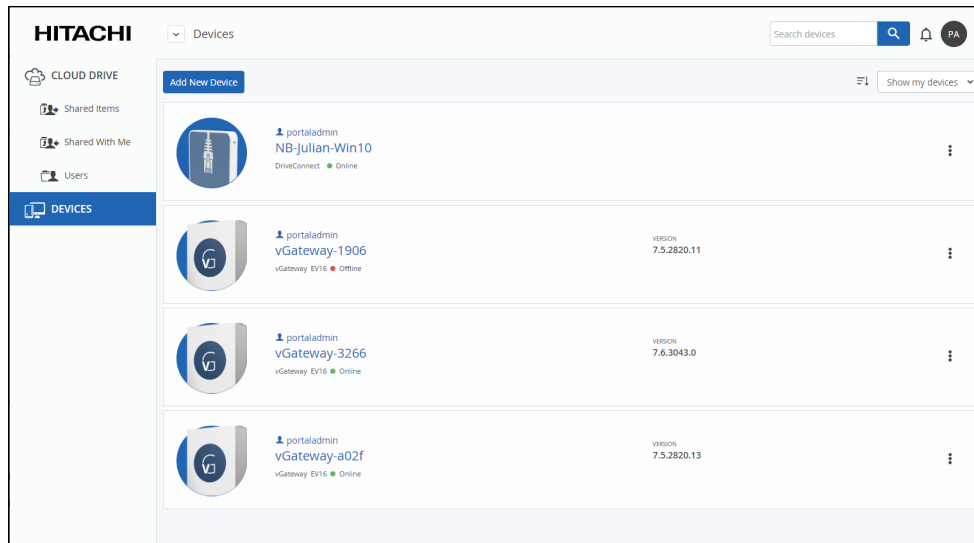 HITACHI
Devices
Search devices
PA
CLOUD DRIVE
Shared Items
Shared With Me
Users
DEVICES
Add New Device
Show my devices
portaladmin
NB-Julian-Win10
DriveConnect Online
portaladmin
vGateway-1906
vGateway EV16 Offline
VERSION
7.5.2820.11
portaladmin
vGateway-3266
vGateway EV16 Online
VERSION
7.6.3043.0
portaladmin
vGateway-a02f
vGateway EV16 Online
VERSION
7.5.2820.13